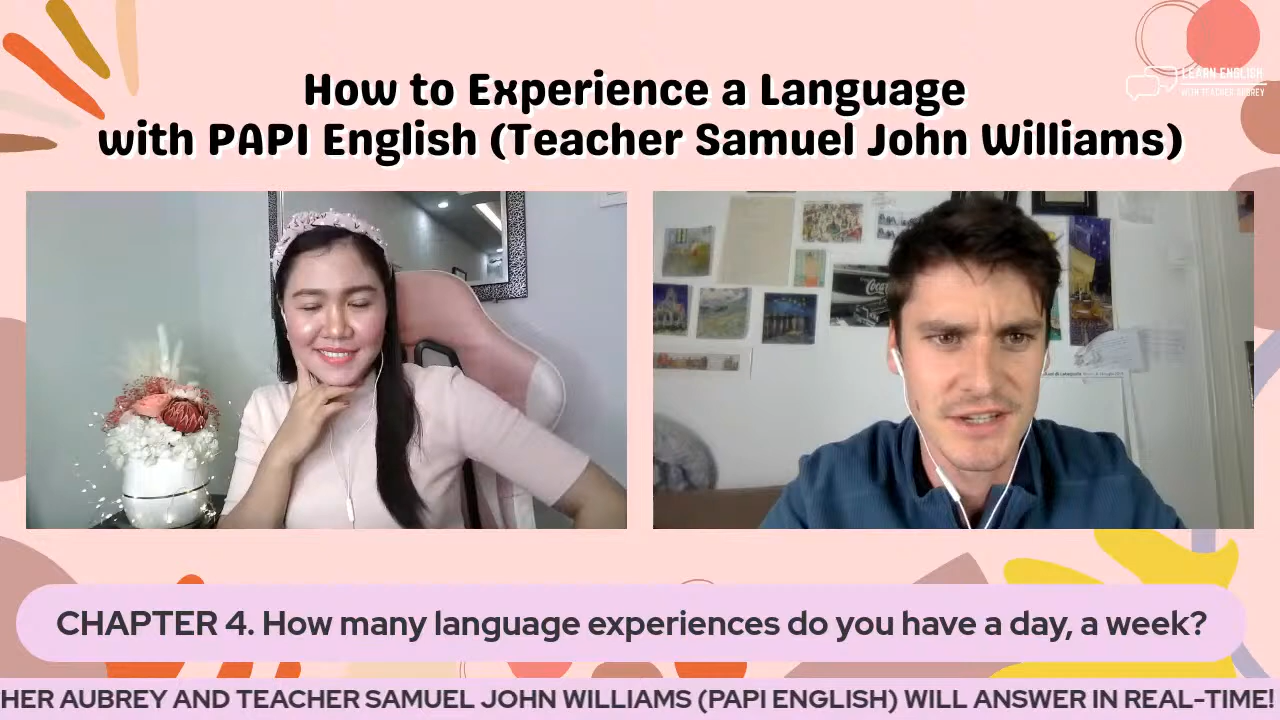 LEARN ENGLISH
WITH TEACHER AUBREY
How to Experience a Language
with PAPI English (Teacher Samuel John Williams)
CHAPTER 4. How many language experiences do you have a day, a week?
HER AUBREY AND TEACHER SAMUEL JOHN WILLIAMS (PAPI ENGLISH) WILL ANSWER IN REAL-TIME!